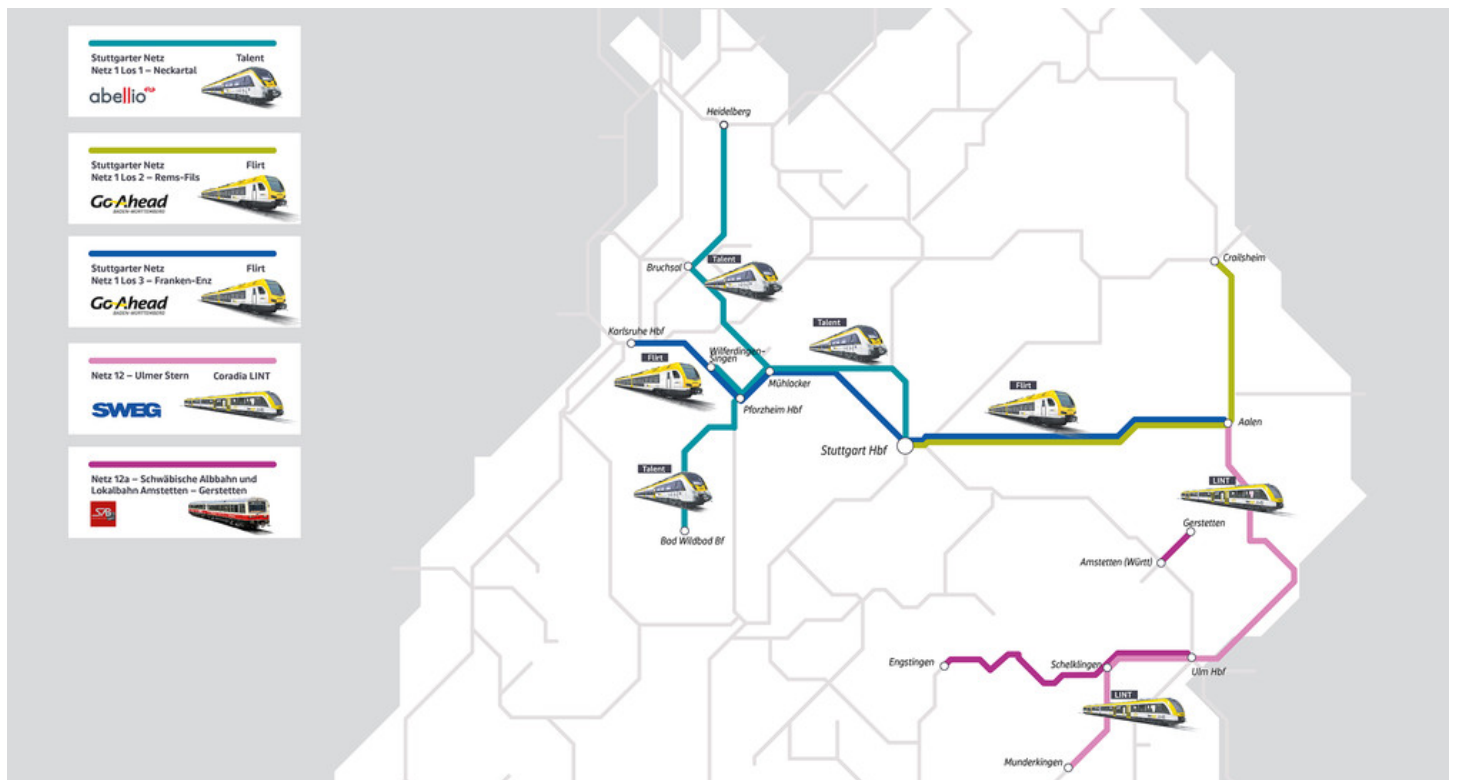 Stuttgarter Netz
Talent
Netz 1 Los 1 – Neckartal
abellio
Stuttgarter Netz
Flirt
Netz 1 Los 2 – Rems-Fils
Go-Ahead
BADEN-WÜRTTEMBERG
Stuttgarter Netz
Flirt
Netz 1 Los 3 – Franken-Enz
Go-Ahead
BADEN-WÜRTTEMBERG
Netz 12 – Ulmer Stern
Coradia LINT
SWEG
Netz 12a – Schwäbische Albbahn und
Lokalbahn Amstetten – Gerstetten
SAB
Heidelberg
Bruchsal
Talent
Crailsheim
Karlsruhe Hbf
Talent
Wilferdingen-
Singen
Flirt
Mühlacker
Pforzheim Hbf
Flirt
Aalen
Stuttgart Hbf
Talent
LINT
Bad Wildbad Bf
Gerstetten
Amstetten (Württ)
Engstingen
Schelklingen
Ulm Hbf
LINT
Munderkingen